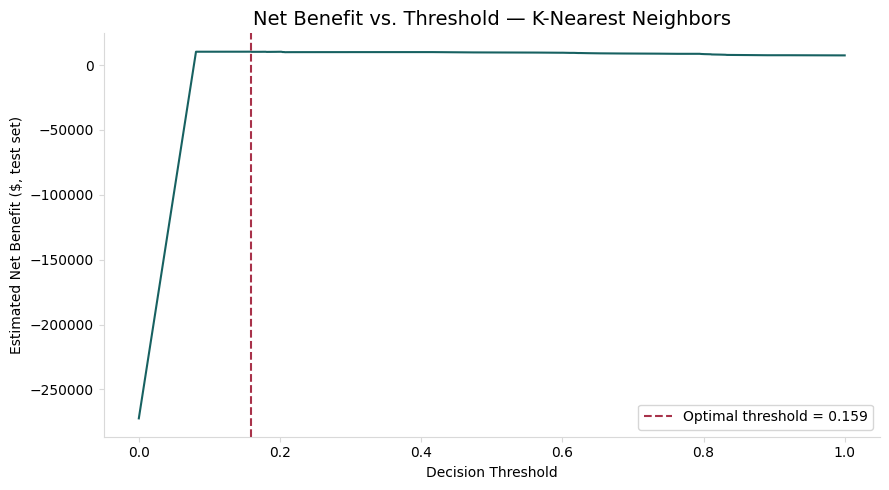 Net Benefit vs. Threshold — K-Nearest Neighbors
Estimated Net Benefit ($, test set)
0
−50000
−100000
−150000
−200000
−250000
0.0 0.2 0.4 0.6 0.8 1.0
Decision Threshold
Optimal threshold = 0.159